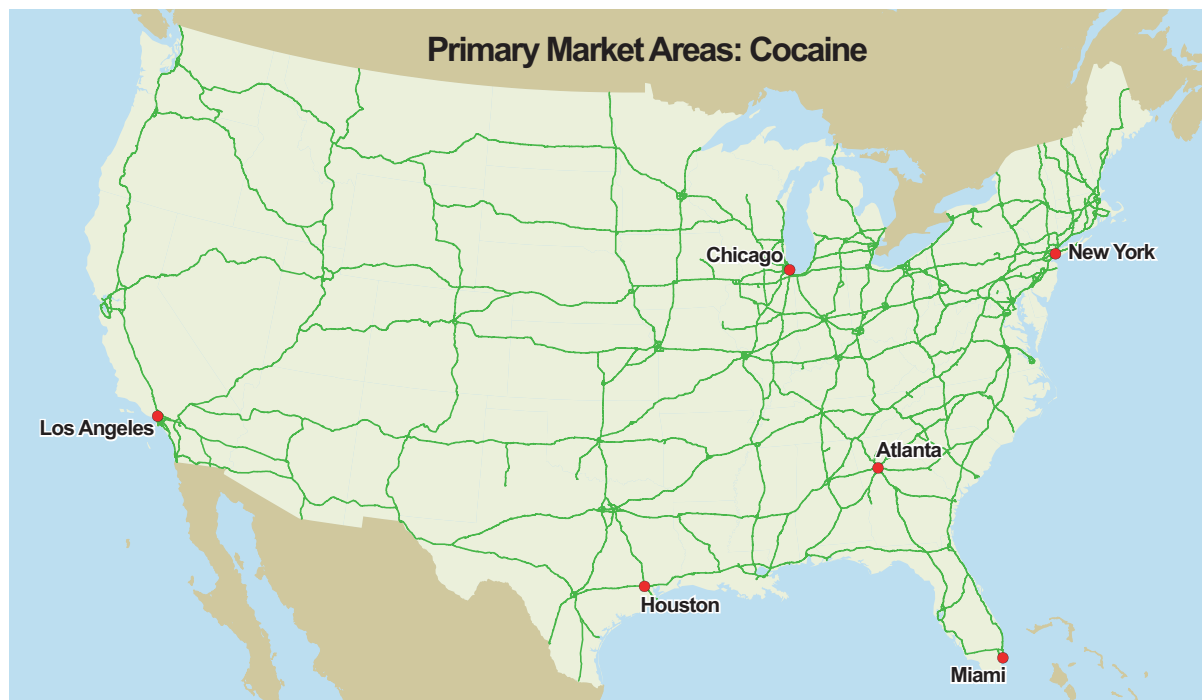 Primary Market Areas: Cocaine
Chicago
New York
Los Angeles
Atlanta
Houston
Miami